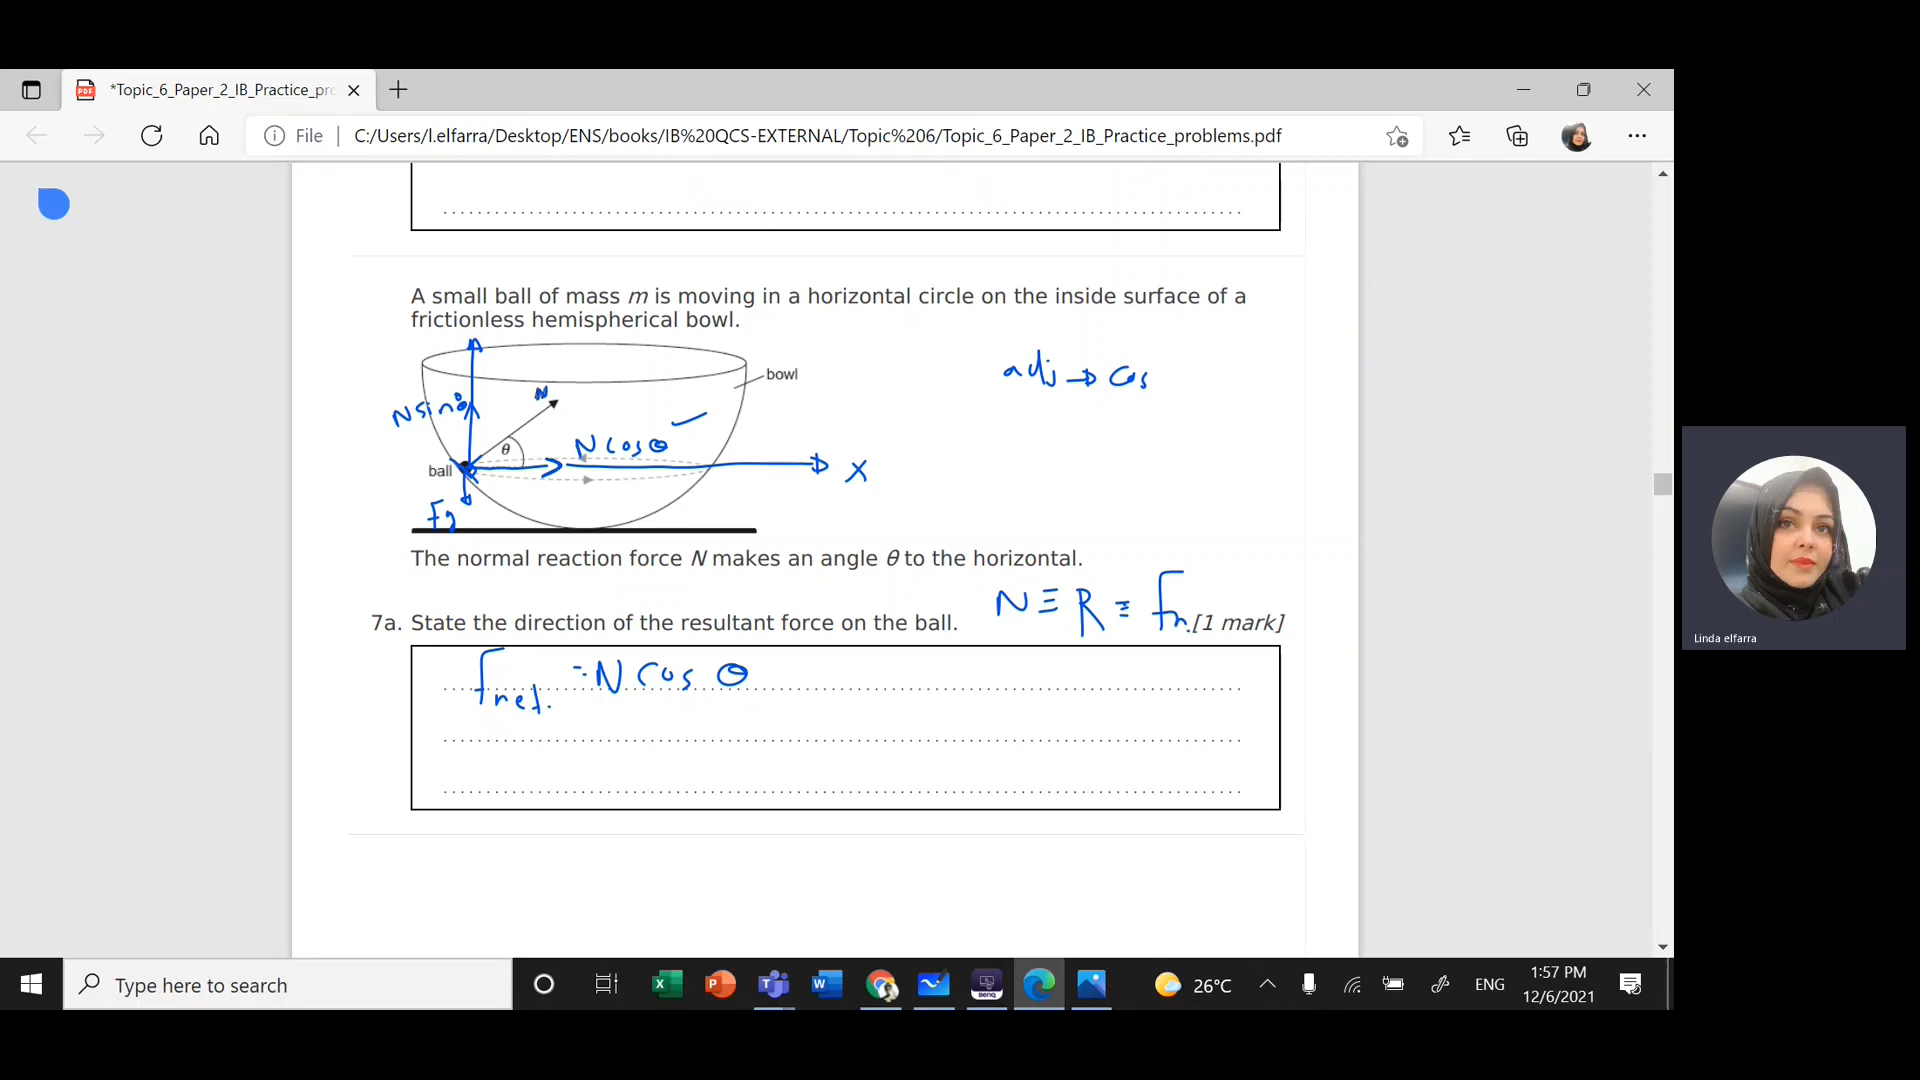 *Topic_6_Paper_2_IB_Practice_pro
File
C:/Users/l.elfarra/Desktop/ENS/books/IB%20QCS-EXTERNAL/Topic%206/Topic_6_Paper_2_IB_Practice_problems.pdf
A small ball of mass m is moving in a horizontal circle on the inside surface of a
frictionless hemispherical bowl.
adj → Cos
bowl
N
N sin θ
N Cos θ
θ
ball
X
Fg
The normal reaction force N makes an angle θ to the horizontal.
N ≡ R ≡ Fn.
7a. State the direction of the resultant force on the ball. [1 mark]
Fnet. = N Cos θ
Linda elfarra
Type here to search
26°C
ENG
1:57 PM
12/6/2021